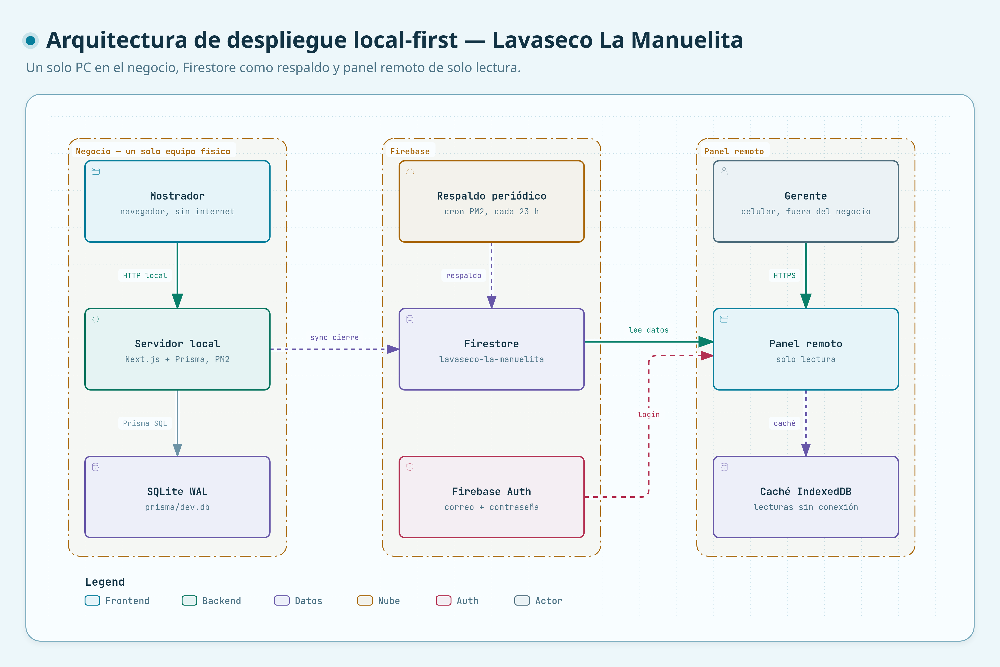 Arquitectura de despliegue local-first — Lavaseco La Manuelita
Un solo PC en el negocio, Firestore como respaldo y panel remoto de solo lectura.
Negocio — un solo equipo físico
Mostrador
navegador, sin internet
HTTP local
Servidor local
Next.js + Prisma, PM2
Prisma SQL
SQLite WAL
prisma/dev.db
sync cierre
Firebase
Respaldo periódico
cron PM2, cada 23 h
respaldo
Firestore
lavaseco-la-manuelita
Firebase Auth
correo + contraseña
lee datos
login
Panel remoto
Gerente
celular, fuera del negocio
HTTPS
Panel remoto
solo lectura
caché
Caché IndexedDB
lecturas sin conexión
Legend
Frontend
Backend
Datos
Nube
Auth
Actor